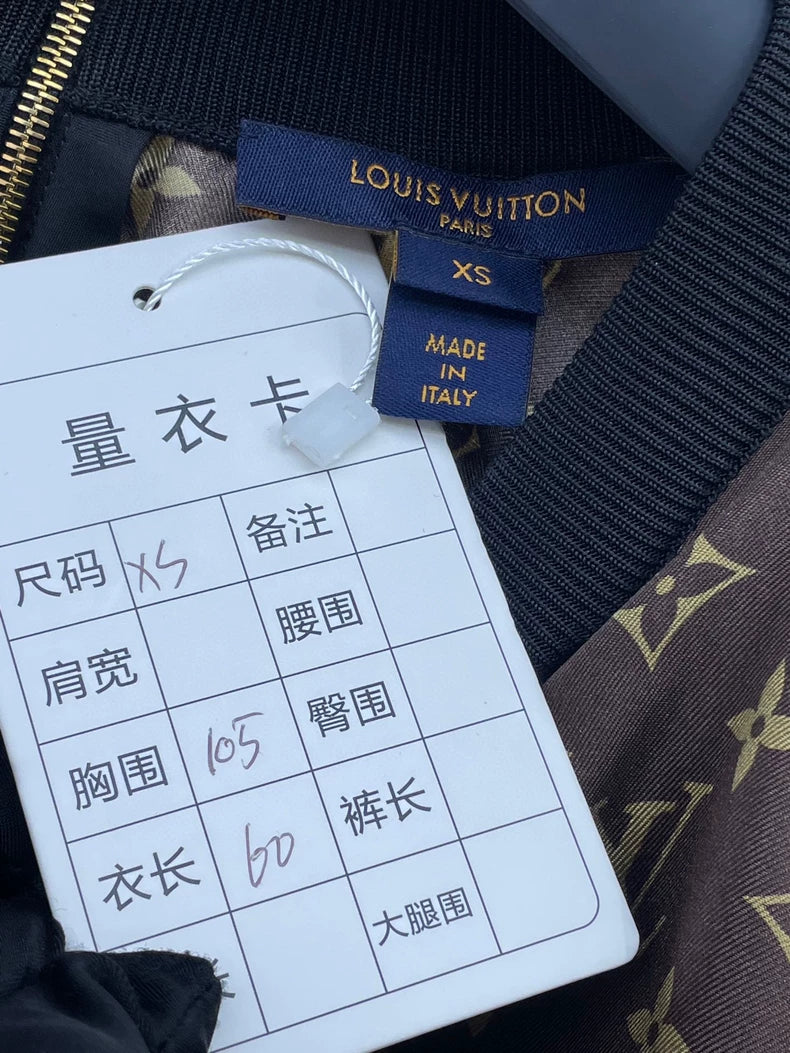 LOUIS VUITTON
PARIS
XS
MADE
IN
ITALY
量衣卡
尺码 XS 备注
肩宽 腰围
胸围 105 臀围
衣长 60 裤长
大腿围